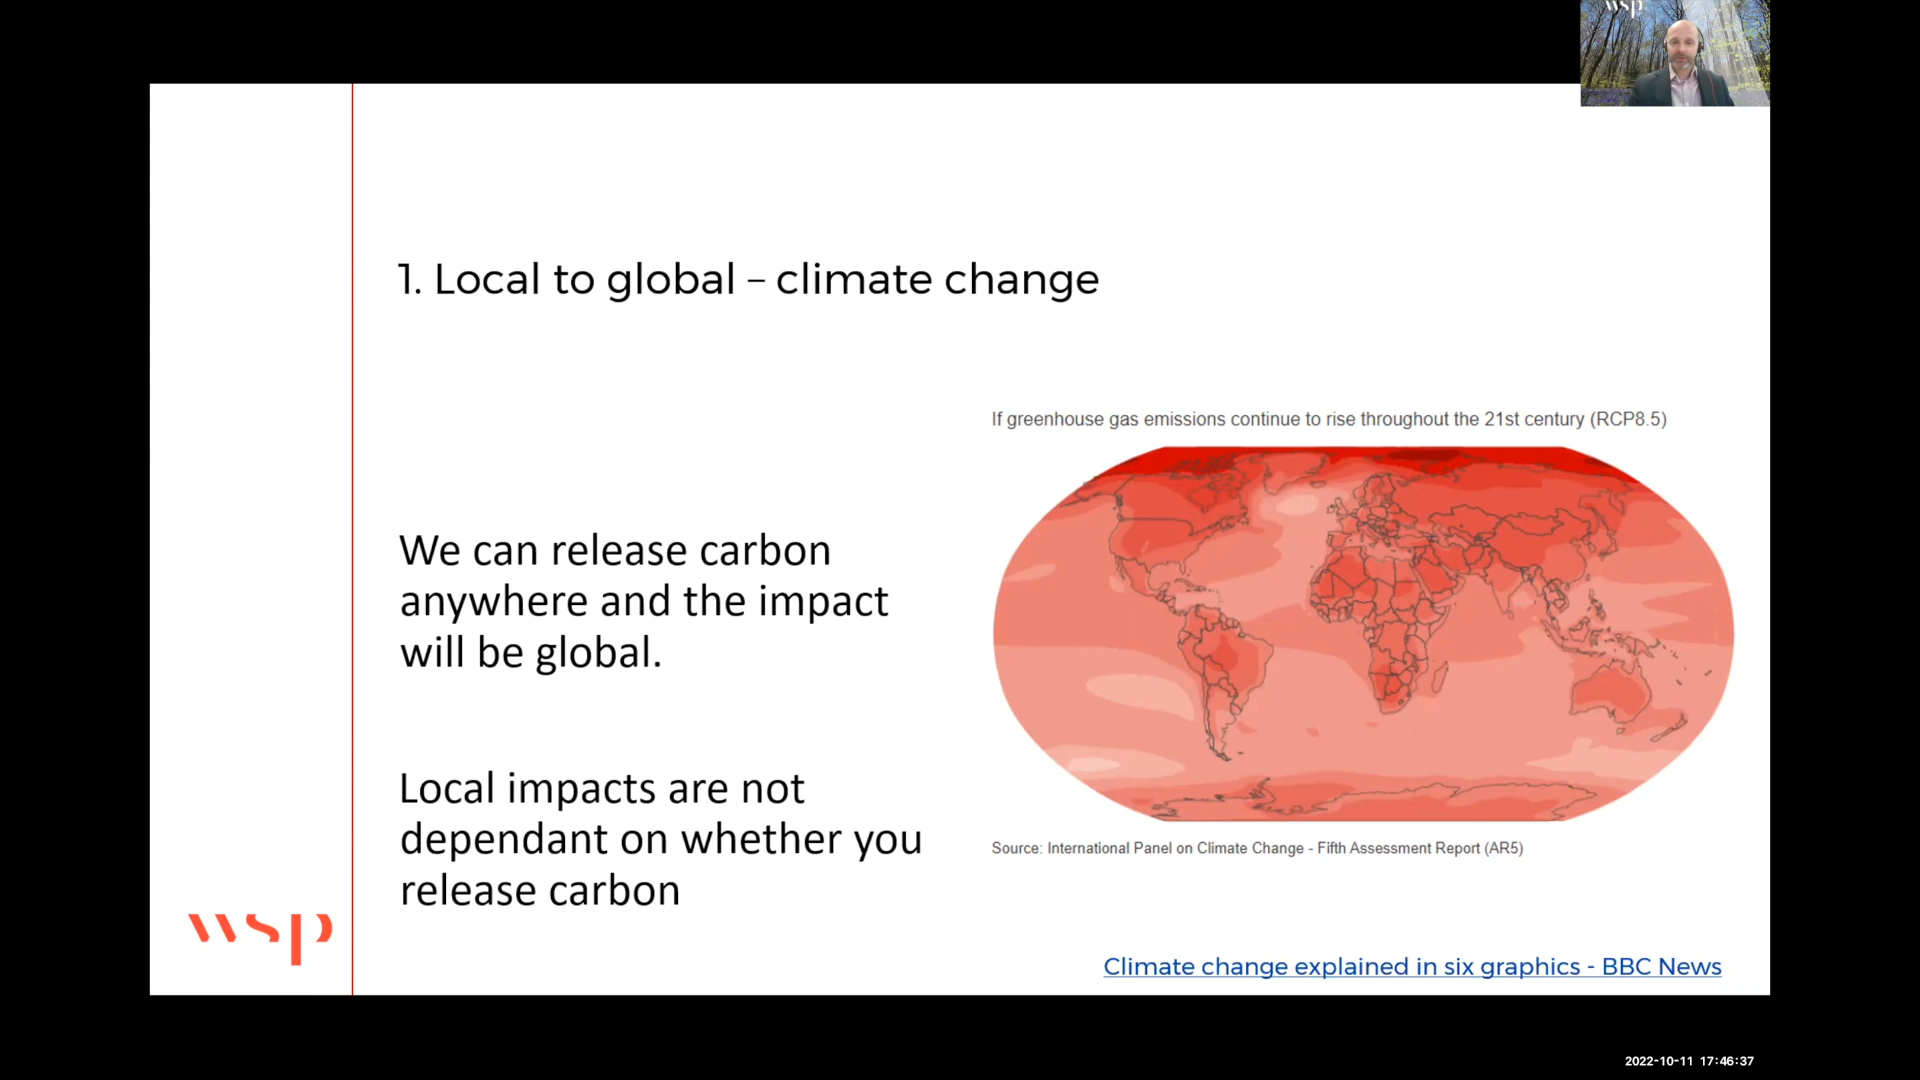 wsp
1. Local to global – climate change
We can release carbon
anywhere and the impact
will be global.
Local impacts are not
dependant on whether you
release carbon
If greenhouse gas emissions continue to rise throughout the 21st century (RCP8.5)
Source: International Panel on Climate Change - Fifth Assessment Report (AR5)
wsp
Climate change explained in six graphics - BBC News
2022-10-11 17:46:37